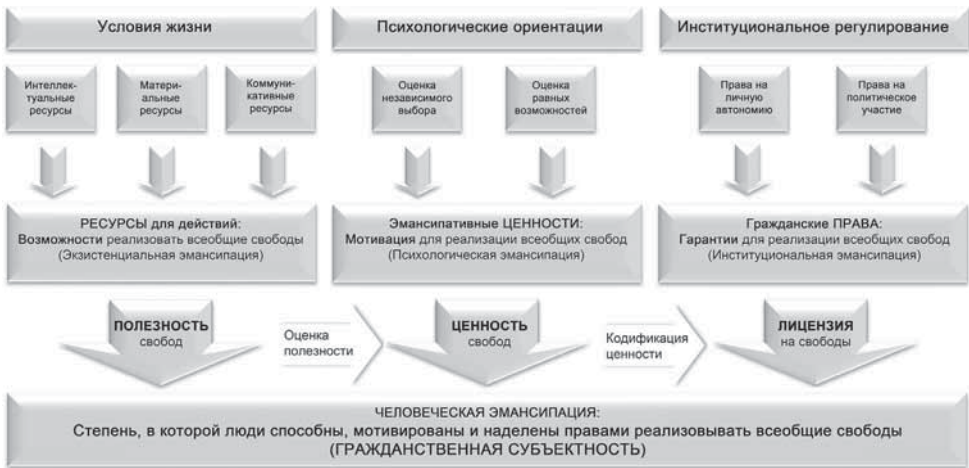 Условия жизни
Психологические ориентации
Институциональное регулирование
Интеллек-
туальные
ресурсы
Матери-
альные
ресурсы
Коммуни-
кативные
ресурсы
Оценка
независимого
выбора
Оценка
равных
возможностей
Права на
личную
автономию
Права на
политическое
участие
РЕСУРСЫ для действий:
Возможности реализовать всеобщие свободы
(Экзистенциальная эмансипация)
Эмансипативные ЦЕННОСТИ:
Мотивация для реализации всеобщих свобод
(Психологическая эмансипация)
Гражданские ПРАВА:
Гарантии для реализации всеобщих свобод
(Институциональная эмансипация)
ПОЛЕЗНОСТЬ
свобод
Оценка
полезности
ЦЕННОСТЬ
свобод
Кодификация
ценности
ЛИЦЕНЗИЯ
на свободы
ЧЕЛОВЕЧЕСКАЯ ЭМАНСИПАЦИЯ:
Степень, в которой люди способны, мотивированы и наделены правами реализовывать всеобщие свободы
(ГРАЖДАНСТВЕННАЯ СУБЪЕКТНОСТЬ)